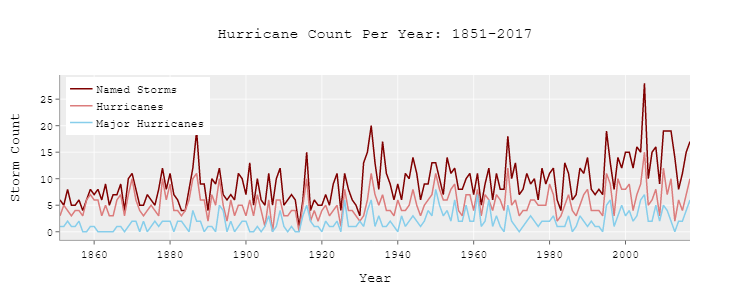 Hurricane Count Per Year: 1851-2017
Named Storms
Hurricanes
Major Hurricanes
Storm Count
25
20
15
10
5
0
1860 1880 1900 1920 1940 1960 1980 2000
Year